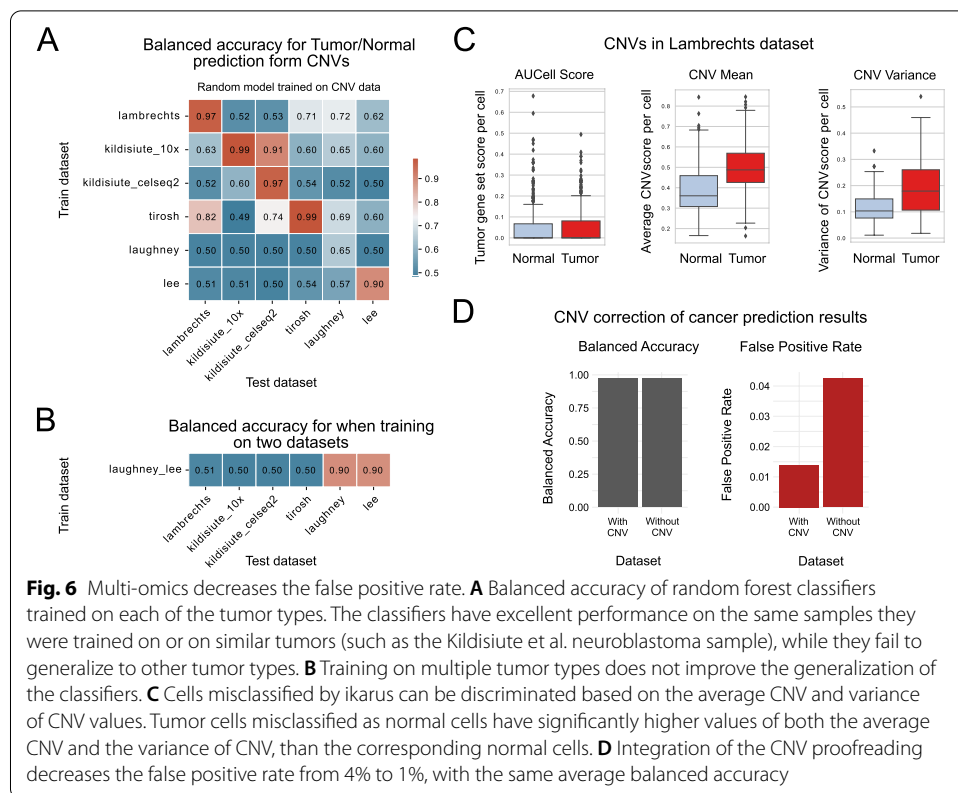 A
Balanced accuracy for Tumor/Normal
prediction form CNVs
Random model trained on CNV data
Train dataset
lambrechts 0.97 0.52 0.53 0.71 0.72 0.62
kildisiute_10x 0.63 0.99 0.91 0.60 0.65 0.60
kildisiute_celseq2 0.52 0.60 0.97 0.54 0.52 0.50
tirosh 0.82 0.49 0.74 0.99 0.69 0.60
laughney 0.50 0.50 0.50 0.50 0.65 0.50
lee 0.51 0.51 0.50 0.54 0.57 0.90
lambrechts kildisiute_10x kildisiute_celseq2 tirosh laughney lee
Test dataset
0.9
0.8
0.7
0.6
0.5
B
Balanced accuracy for when training
on two datasets
Train dataset
laughney_lee 0.51 0.50 0.50 0.50 0.90 0.90
lambrechts kildisiute_10x kildisiute_celseq2 tirosh laughney lee
Test dataset
C
CNVs in Lambrechts dataset
AUCell Score
Tumor gene set score per cell
0.7
0.6
0.5
0.4
0.3
0.2
0.1
0.0
Normal Tumor
CNV Mean
Average CNV score per cell
0.8
0.6
0.4
0.2
Normal Tumor
CNV Variance
Variance of CNV score per cell
0.5
0.4
0.3
0.2
0.1
0.0
Normal Tumor
D
CNV correction of cancer prediction results
Balanced Accuracy
Balanced Accuracy
1.00
0.75
0.50
0.25
0.00
With CNV
Without CNV
Dataset
False Positive Rate
False Positive Rate
0.04
0.03
0.02
0.01
0.00
With CNV
Without CNV
Dataset
Fig. 6 Multi-omics decreases the false positive rate. A Balanced accuracy of random forest classifiers
trained on each of the tumor types. The classifiers have excellent performance on the same samples they
were trained on or on similar tumors (such as the Kildisiute et al. neuroblastoma sample), while they fail to
generalize to other tumor types. B Training on multiple tumor types does not improve the generalization of
the classifiers. C Cells misclassified by ikarus can be discriminated based on the average CNV and variance
of CNV values. Tumor cells misclassified as normal cells have significantly higher values of both the average
CNV and the variance of CNV, than the corresponding normal cells. D Integration of the CNV proofreading
decreases the false positive rate from 4% to 1%, with the same average balanced accuracy